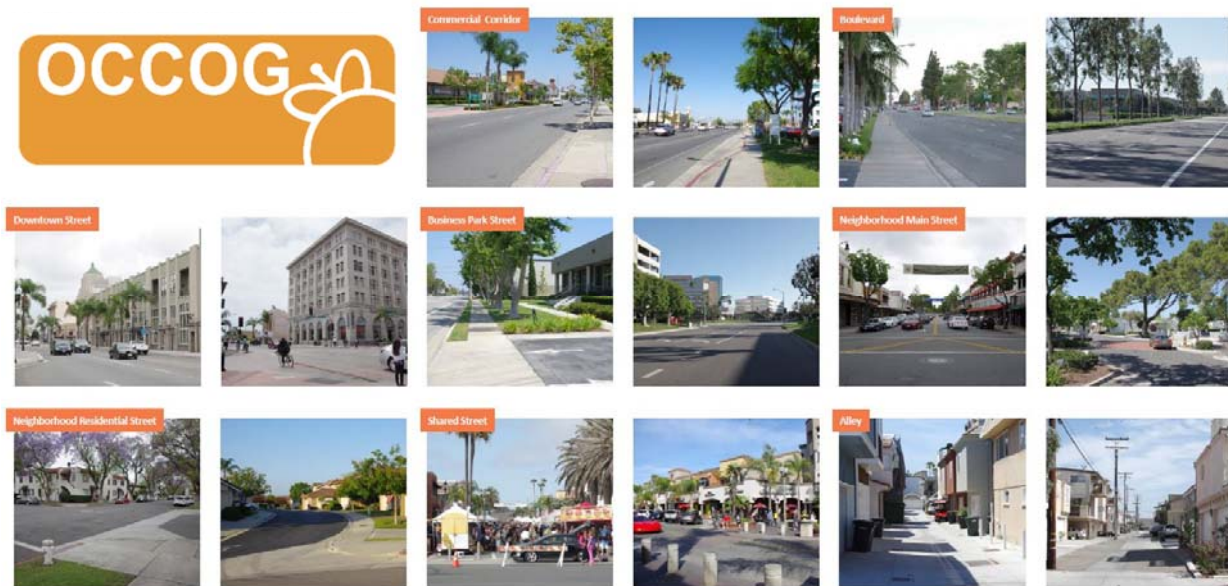 OCCOG
Commercial Corridor
Boulevard
Downtown Street
Business Park Street
Neighborhood Main Street
Neighborhood Residential Street
Shared Street
Alley